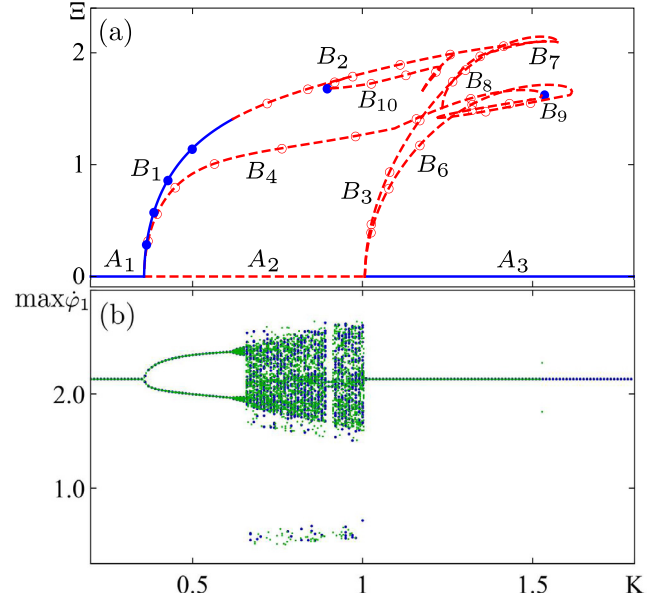 Ξ
(a)
2
B₂
B₇
B₁₀
B₈
B₉
B₁
1
B₄
B₃
B₆
A₁
A₂
A₃
0
maxφ̇₁
(b)
2.0
1.0
0.5
1
1.5
K